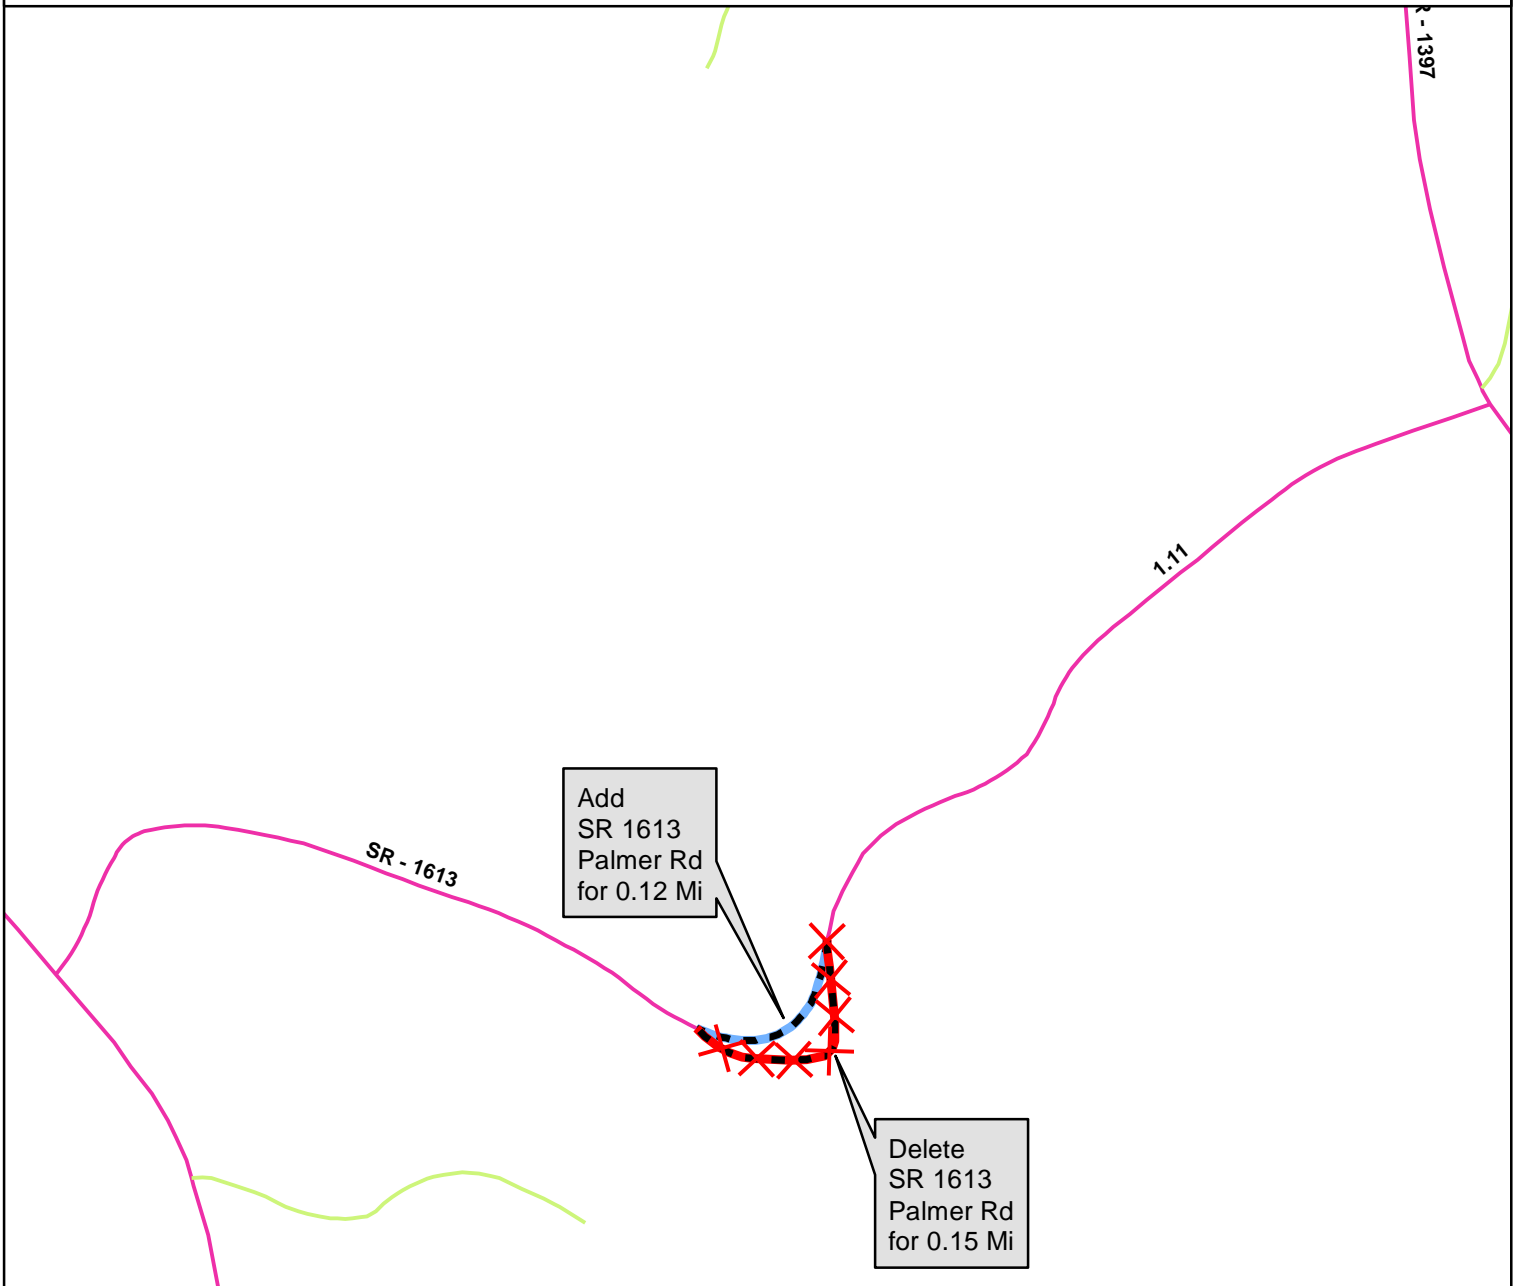 - 1397
1.11
Add
SR 1613
Palmer Rd
for 0.12 Mi
SR - 1613
Delete
SR 1613
Palmer Rd
for 0.15 Mi